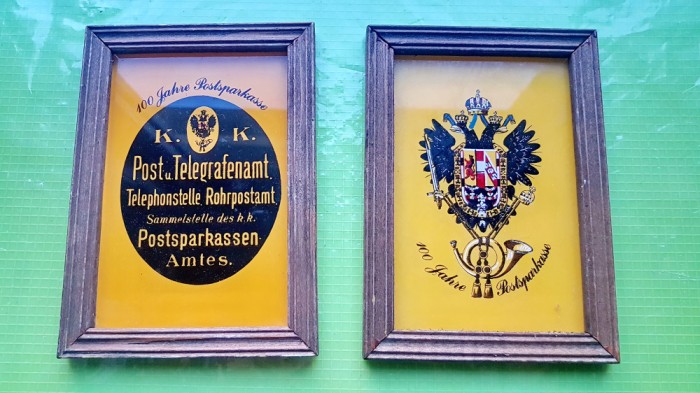 100 Jahre Postsparkasse
K. K.
Post u. Telegrafenamt.
Telephonstelle Rohrpostamt.
Sammelstelle des k.k.
Postsparkassen
Amtes.
100 Jahre Postsparkasse